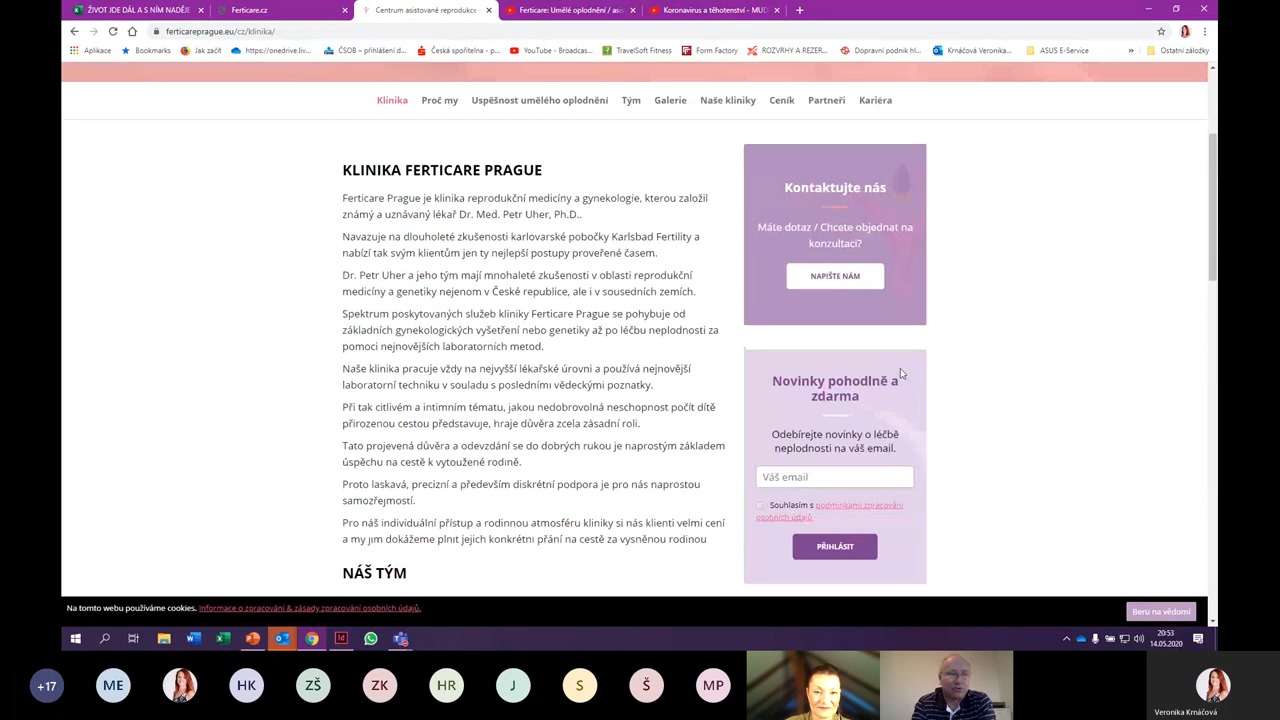 ŽIVOT JDE DÁL A S NÍM NADĚJE
Ferticare.cz
Centrum asistované reprodukce
Ferticare: Umělé oplodnění / asi
Koronavirus a těhotenství - MUD
ferticareprague.eu/cz/klinika/
Aplikace
Bookmarks
Jak začít
https://onedrive.livi...
ČSOB – přihlášení d...
Česká spořitelna - p...
YouTube - Broadcas...
TravelSoft Fitness
Form Factory
ROZVRHY A REZER...
Dopravní podnik hl...
Krnáčová Veronika...
ASUS E-Service
»
Ostatní záložky
Klinika
Proč my
Uspěšnost umělého oplodnění
Tým
Galerie
Naše kliniky
Ceník
Partneři
Kariéra
KLINIKA FERTICARE PRAGUE
Ferticare Prague je klinika reprodukční medicíny a gynekologie, kterou založil
známý a uznávaný lékař Dr. Med. Petr Uher, Ph.D..
Navazuje na dlouholeté zkušenosti karlovarské pobočky Karlsbad Fertility a
nabízí tak svým klientům jen ty nejlepší postupy proveřené časem.
Dr. Petr Uher a jeho tým mají mnohaleté zkušenosti v oblasti reprodukční
medicíny a genetiky nejenom v České republice, ale i v sousedních zemích.
Spektrum poskytovaných služeb kliniky Ferticare Prague se pohybuje od
základních gynekologických vyšetření nebo genetiky až po léčbu neplodnosti za
pomoci nejnovějších laboratorních metod.
Naše klinika pracuje vždy na nejvyšší lékařské úrovni a používá nejnovější
laboratorní techniku v souladu s posledními vědeckými poznatky.
Při tak citlivém a intimním tématu, jakou nedobrovolná neschopnost počít dítě
přirozenou cestou představuje, hraje důvěra zcela zásadní roli.
Tato projevená důvěra a odevzdání se do dobrých rukou je naprostým základem
úspěchu na cestě k vytoužené rodině.
Proto laskavá, precizní a především diskrétní podpora je pro nás naprostou
samozřejmostí.
Pro náš individuální přístup a rodinnou atmosféru kliniky si nás klienti velmi cení
a my jim dokážeme plnit jejich konkrétní přání na cestě za vysněnou rodinou
NÁŠ TÝM
Kontaktujte nás
Máte dotaz / Chcete objednat na
konzultaci?
NAPIŠTE NÁM
Novinky pohodlně a
zdarma
Odebírejte novinky o léčbě
neplodnosti na váš email.
Váš email
Souhlasím s podmínkami zpracování
osobních údajů
PŘIHLÁSIT
Na tomto webu používáme cookies. Informace o zpracování & zásady zpracování osobních údajů.
Beru na vědomí
20:53
14.05.2020
+17
ME
HK
ZŠ
ZK
HR
J
S
Š
MP
Veronika Krnáčová